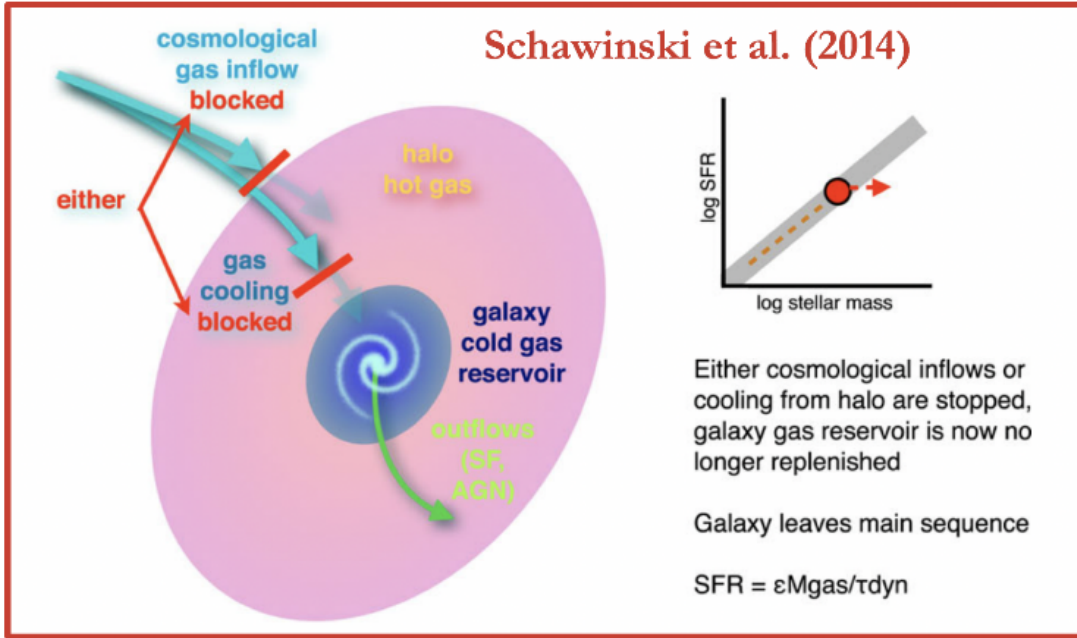 Schawinski et al. (2014)
cosmological
gas inflow
blocked
either
halo
hot gas
gas
cooling
blocked
galaxy
cold gas
reservoir
outflows
(SF,
AGN)
log SFR
log stellar mass
Either cosmological inflows or
cooling from halo are stopped,
galaxy gas reservoir is now no
longer replenished
Galaxy leaves main sequence
SFR = εMgas/τdyn